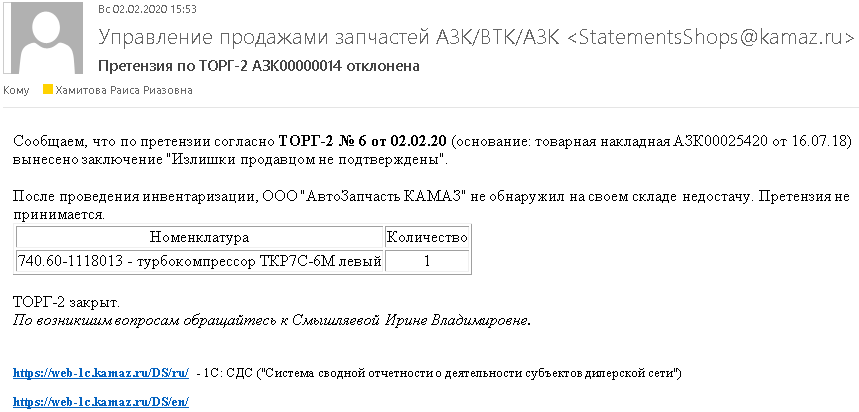 Вс 02.02.2020 15:53
Управление продажами запчастей АЗК/ВТК/АЗК <StatementsShops@kamaz.ru>
Претензия по ТОРГ-2 АЗК00000014 отклонена
Кому Хамитова Раиса Риазовна
Сообщаем, что по претензии согласно ТОРГ-2 № 6 от 02.02.20 (основание: товарная накладная АЗК00025420 от 16.07.18)
вынесено заключение "Излишки продавцом не подтверждены".
После проведения инвентаризации, ООО "АвтоЗапчасть КАМАЗ" не обнаружил на своем складе недостачу. Претензия не
принимается.
Номенклатура Количество
740.60-1118013 - турбокомпрессор ТКР7С-6М левый 1
ТОРГ-2 закрыт.
По возникшим вопросам обращайтесь к Смышляевой Ирине Владимировне.
https://web-1c.kamaz.ru/DS/ru/ - 1С: СДС ("Система сводной отчетности о деятельности субъектов дилерской сети")
https://web-1c.kamaz.ru/DS/en/